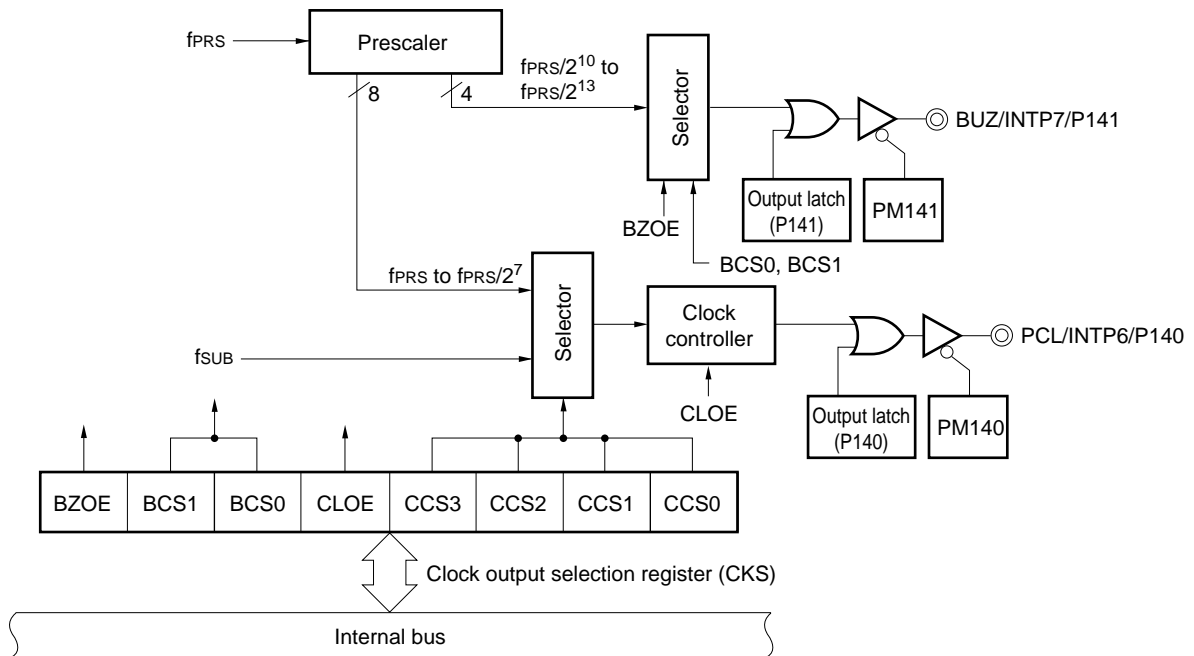 fPRS
Prescaler
8
4
fPRS/2¹⁰ to
fPRS/2¹³
Selector
BUZ/INTP7/P141
BZOE
Output latch
(P141)
PM141
BCS0, BCS1
fPRS to fPRS/2⁷
Selector
Clock
controller
PCL/INTP6/P140
fSUB
CLOE
Output latch
(P140)
PM140
BZOE BCS1 BCS0 CLOE CCS3 CCS2 CCS1 CCS0
Clock output selection register (CKS)
Internal bus